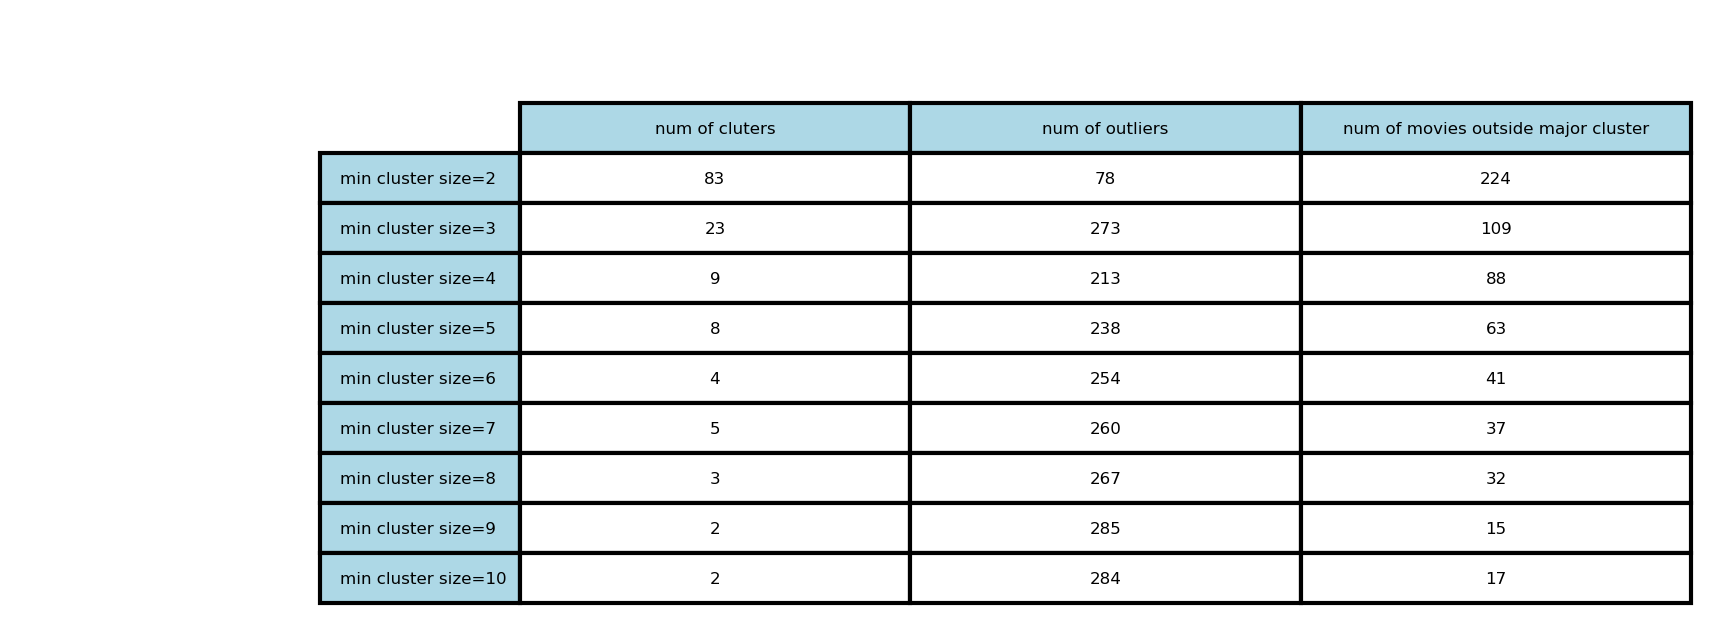 num of cluters num of outliers num of movies outside major cluster
min cluster size=2 83 78 224
min cluster size=3 23 273 109
min cluster size=4 9 213 88
min cluster size=5 8 238 63
min cluster size=6 4 254 41
min cluster size=7 5 260 37
min cluster size=8 3 267 32
min cluster size=9 2 285 15
min cluster size=10 2 284 17